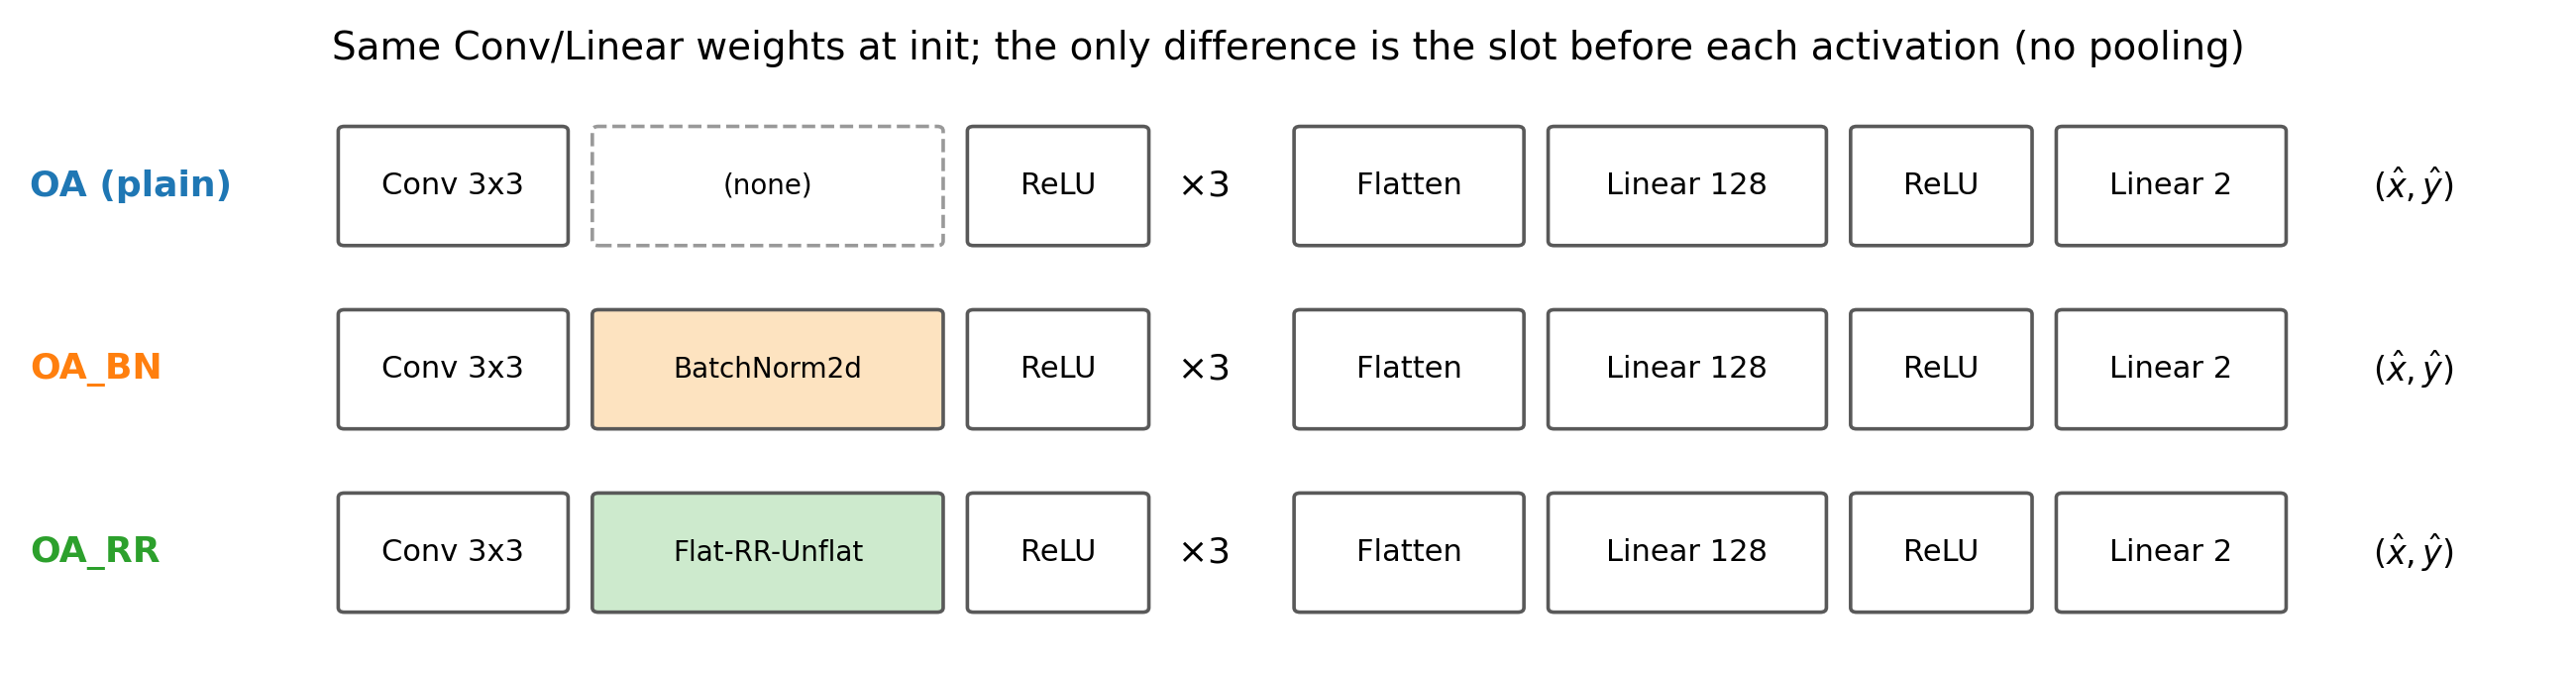 Same Conv/Linear weights at init; the only difference is the slot before each activation (no pooling)
OA (plain) Conv 3x3 (none) ReLU ×3 Flatten Linear 128 ReLU Linear 2 (x̂, ŷ)
OA_BN Conv 3x3 BatchNorm2d ReLU ×3 Flatten Linear 128 ReLU Linear 2 (x̂, ŷ)
OA_RR Conv 3x3 Flat-RR-Unflat ReLU ×3 Flatten Linear 128 ReLU Linear 2 (x̂, ŷ)